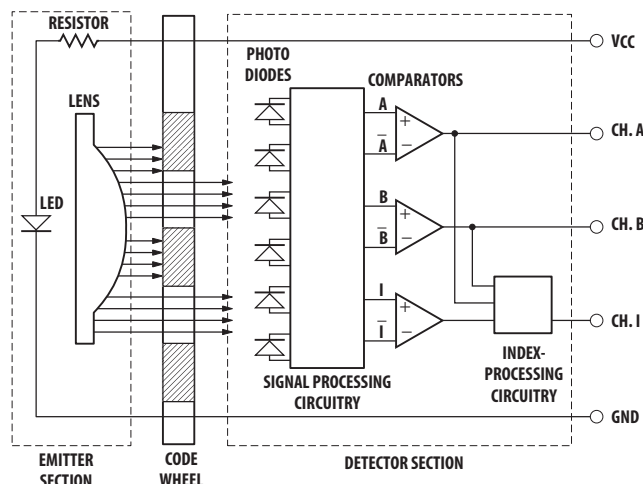 RESISTOR
LENS
LED
PHOTO
DIODES
COMPARATORS
A
+
A̅
−
B
+
B̅
−
I
+
I̅
−
VCC
CH. A
CH. B
CH. I
GND
SIGNAL PROCESSING
CIRCUITRY
INDEX-
PROCESSING
CIRCUITRY
EMITTER
SECTION
CODE
WHEEL
DETECTOR SECTION